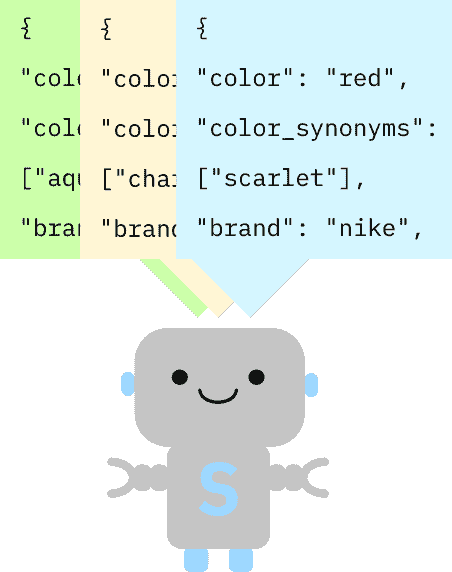 {
"colo
"colo
["aqu
"bran
{
"color
"color
["char
"brand
{
"color": "red",
"color_synonyms":
["scarlet"],
"brand": "nike",
S